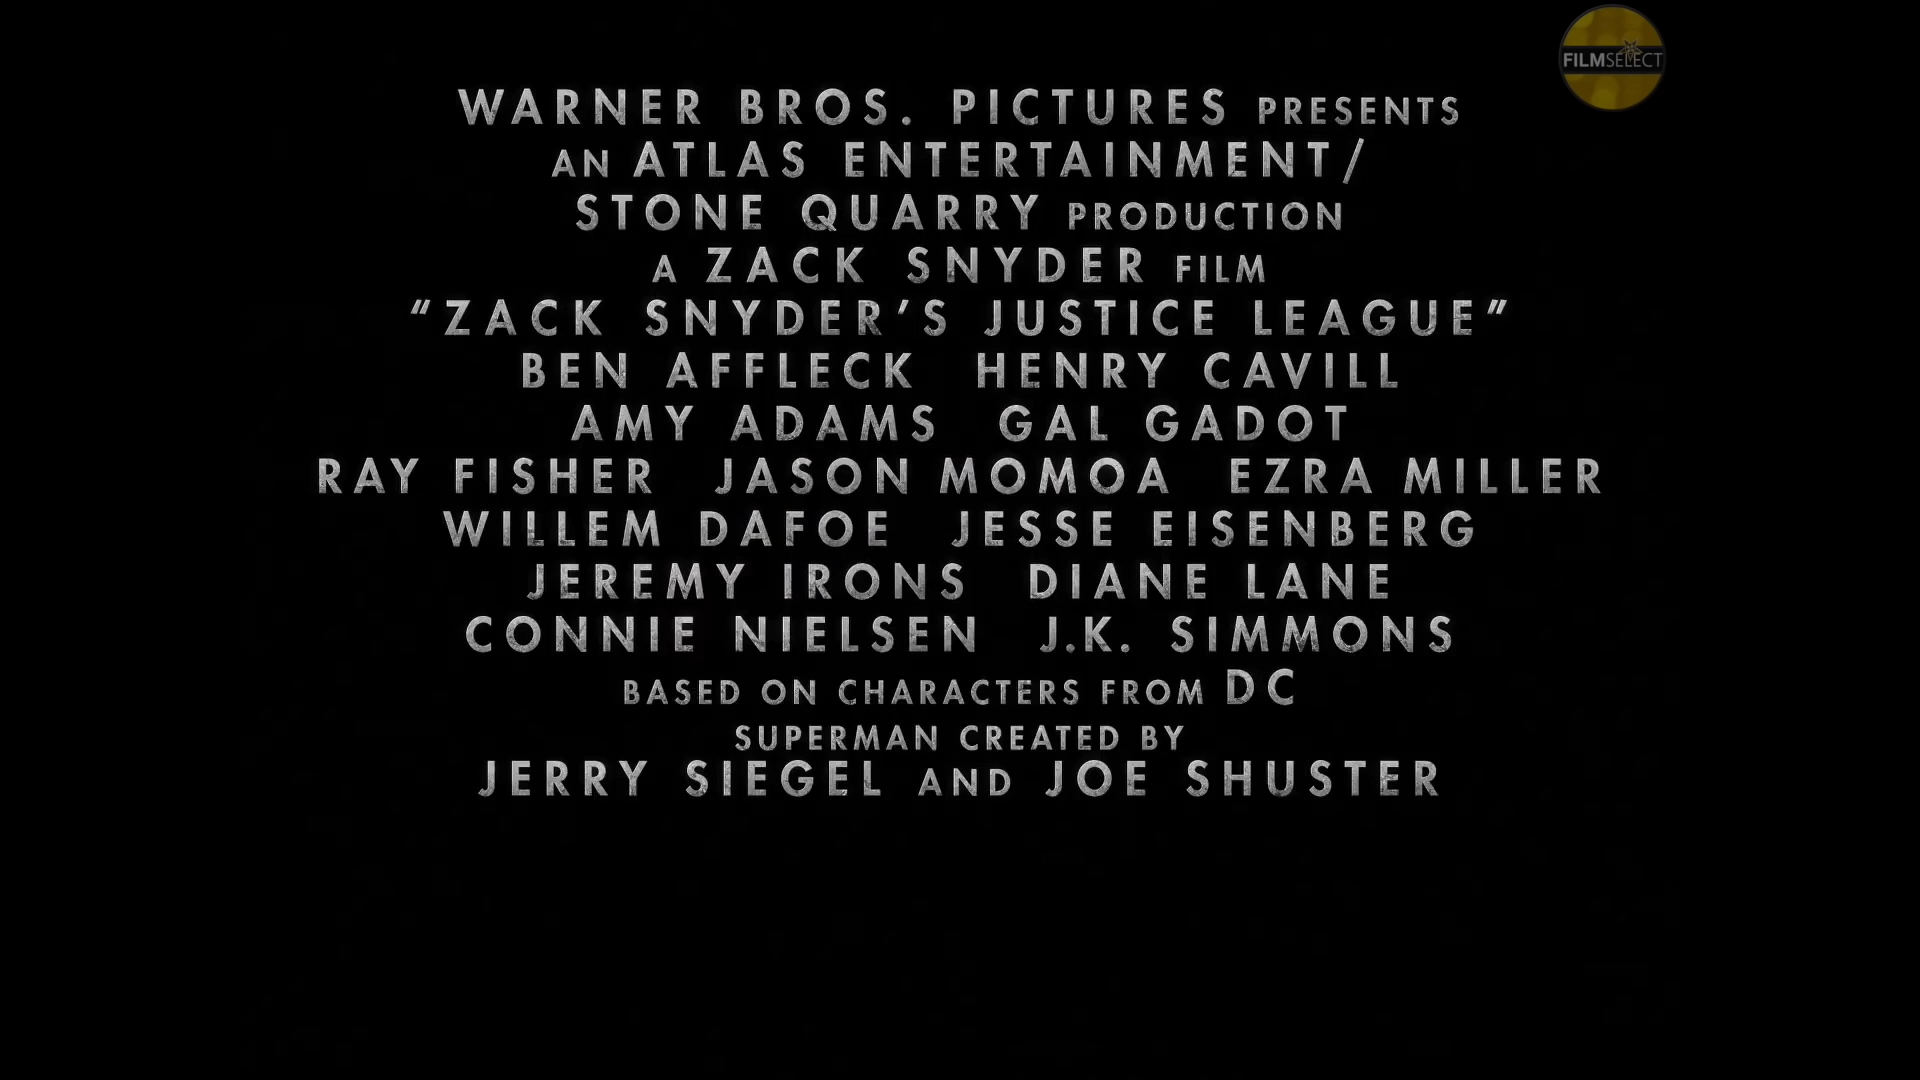 FILMSELECT
WARNER BROS. PICTURES PRESENTS
AN ATLAS ENTERTAINMENT/
STONE QUARRY PRODUCTION
A ZACK SNYDER FILM
“ZACK SNYDER’S JUSTICE LEAGUE”
BEN AFFLECK HENRY CAVILL
AMY ADAMS GAL GADOT
RAY FISHER JASON MOMOA EZRA MILLER
WILLEM DAFOE JESSE EISENBERG
JEREMY IRONS DIANE LANE
CONNIE NIELSEN J.K. SIMMONS
BASED ON CHARACTERS FROM DC
SUPERMAN CREATED BY
JERRY SIEGEL AND JOE SHUSTER